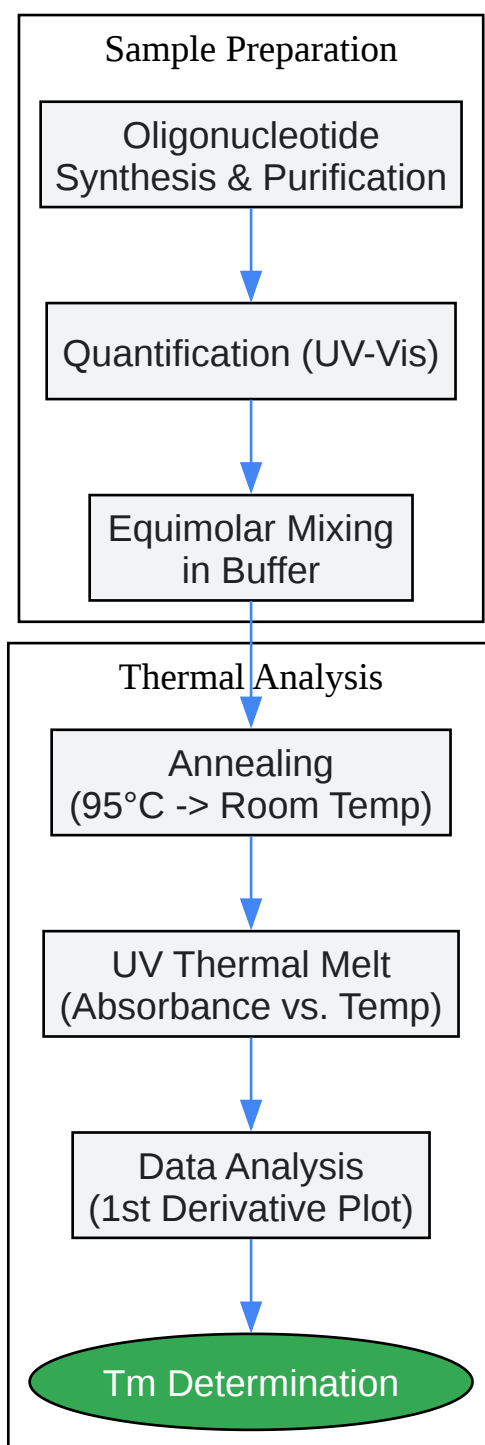 Sample Preparation
Oligonucleotide
Synthesis & Purification
Quantification (UV-Vis)
Equimolar Mixing
in Buffer
Thermal Analysis
Annealing
(95°C -> Room Temp)
UV Thermal Melt
(Absorbance vs. Temp)
Data Analysis
(1st Derivative Plot)
Tm Determination